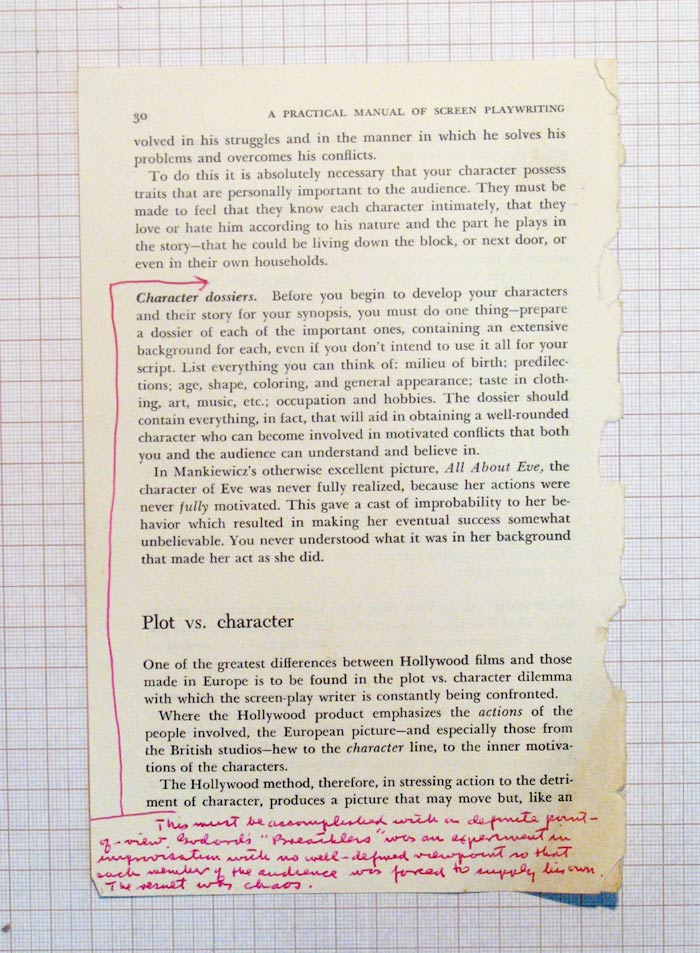 30 A PRACTICAL MANUAL OF SCREEN PLAYWRITING
volved in his struggles and in the manner in which he solves his
problems and overcomes his conflicts.
To do this it is absolutely necessary that your character possess
traits that are personally important to the audience. They must be
made to feel that they know each character intimately, that they
love or hate him according to his nature and the part he plays in
the story—that he could be living down the block, or next door, or
even in their own households.
Character dossiers. Before you begin to develop your characters
and their story for your synopsis, you must do one thing—prepare
a dossier of each of the important ones, containing an extensive
background for each, even if you don't intend to use it all for your
script. List everything you can think of: milieu of birth; predilec-
tions; age, shape, coloring, and general appearance; taste in cloth-
ing, art, music, etc.; occupation and hobbies. The dossier should
contain everything, in fact, that will aid in obtaining a well-rounded
character who can become involved in motivated conflicts that both
you and the audience can understand and believe in.
In Mankiewicz's otherwise excellent picture, All About Eve, the
character of Eve was never fully realized, because her actions were
never fully motivated. This gave a cast of improbability to her be-
havior which resulted in making her eventual success somewhat
unbelievable. You never understood what it was in her background
that made her act as she did.
Plot vs. character
One of the greatest differences between Hollywood films and those
made in Europe is to be found in the plot vs. character dilemma
with which the screen-play writer is constantly being confronted.
Where the Hollywood product emphasizes the actions of the
people involved, the European picture—and especially those from
the British studios—hew to the character line, to the inner motiva-
tions of the characters.
The Hollywood method, therefore, in stressing action to the detri-
ment of character, produces a picture that may move but, like an
This must be accomplished with a definite point-
of-view. Godard's "Breathless" was an experiment in
improvisation with no well-defined viewpoint so that
each member of the audience was forced to supply his own.
The result was chaos.